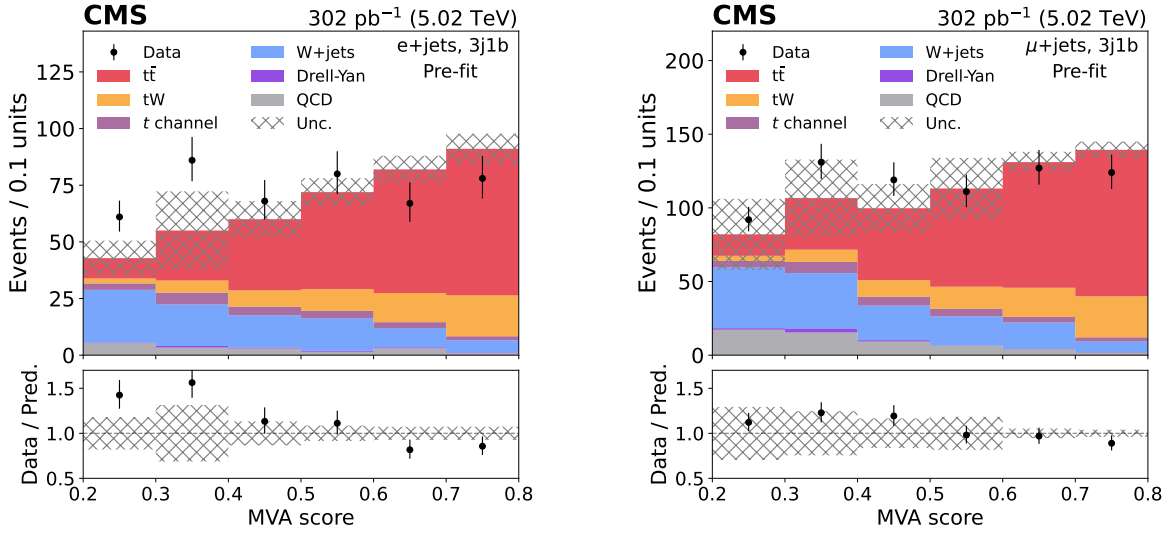 CMS 302 pb⁻¹ (5.02 TeV)
e+jets, 3j1b
Pre-fit
Data
tt̄
tW
t channel
W+jets
Drell-Yan
QCD
Unc.
Events / 0.1 units
125
100
75
50
25
0
Data / Pred.
1.5
1.0
0.5
0.2 0.3 0.4 0.5 0.6 0.7 0.8
MVA score
CMS 302 pb⁻¹ (5.02 TeV)
μ+jets, 3j1b
Pre-fit
Data
tt̄
tW
t channel
W+jets
Drell-Yan
QCD
Unc.
Events / 0.1 units
200
150
100
50
0
Data / Pred.
1.5
1.0
0.5
0.2 0.3 0.4 0.5 0.6 0.7 0.8
MVA score